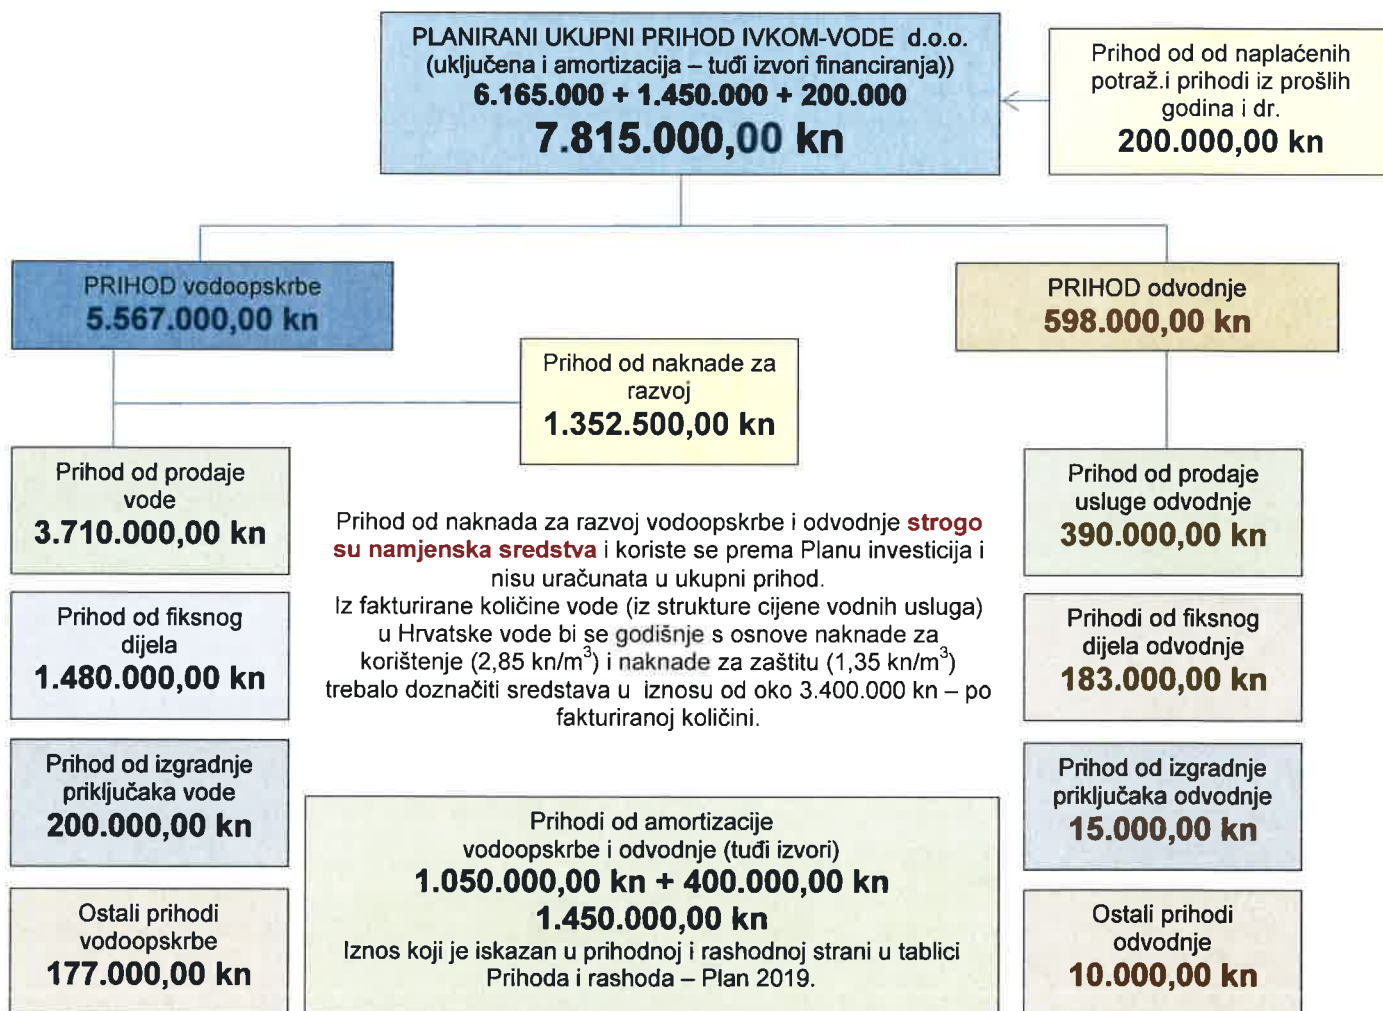 PLANIRANI UKUPNI PRIHOD IVKOM-VODE d.o.o.
(uključena i amortizacija – tuđi izvori financiranja))
6.165.000 + 1.450.000 + 200.000
7.815.000,00 kn
Prihod od od naplaćenih
potraž.i prihodi iz prošlih
godina i dr.
200.000,00 kn
PRIHOD vodoopskrbe
5.567.000,00 kn
PRIHOD odvodnje
598.000,00 kn
Prihod od naknade za
razvoj
1.352.500,00 kn
Prihod od prodaje
vode
3.710.000,00 kn
Prihod od fiksnog
dijela
1.480.000,00 kn
Prihod od izgradnje
priključaka vode
200.000,00 kn
Ostali prihodi
vodoopskrbe
177.000,00 kn
Prihod od naknada za razvoj vodoopskrbe i odvodnje strogo
su namjenska sredstva i koriste se prema Planu investicija i
nisu uračunata u ukupni prihod.
Iz fakturirane količine vode (iz strukture cijene vodnih usluga)
u Hrvatske vode bi se godišnje s osnove naknade za
korištenje (2,85 kn/m³) i naknade za zaštitu (1,35 kn/m³)
trebalo doznačiti sredstava u iznosu od oko 3.400.000 kn – po
fakturiranoj količini.
Prihodi od amortizacije
vodoopskrbe i odvodnje (tuđi izvori)
1.050.000,00 kn + 400.000,00 kn
1.450.000,00 kn
Iznos koji je iskazan u prihodnoj i rashodnoj strani u tablici
Prihoda i rashoda – Plan 2019.
Prihod od prodaje
usluge odvodnje
390.000,00 kn
Prihodi od fiksnog
dijela odvodnje
183.000,00 kn
Prihod od izgradnje
priključaka odvodnje
15.000,00 kn
Ostali prihodi
odvodnje
10.000,00 kn